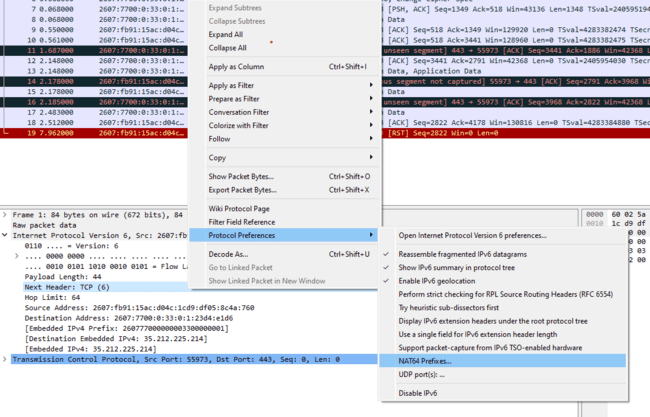 7 0.068000 2607:7700:0:33:0:1:…
8 0.068000 2607:7700:0:33:0:1:…
9 0.550000 2607:fb91:15ac:d04c…
10 0.561000 2607:fb91:15ac:d04c…
11 1.687000 2607:7700:0:33:0:1:…
12 2.148000 2607:7700:0:33:0:1:…
13 2.148000 2607:7700:0:33:0:1:…
14 2.178000 2607:fb91:15ac:d04c…
15 2.178000 2607:fb91:15ac:d04c…
16 2.185000 2607:fb91:15ac:d04c…
17 2.483000 2607:7700:0:33:0:1:…
18 2.512000 2607:fb91:15ac:d04c…
19 7.962000 2607:fb91:15ac:d04c…
[PSH, ACK] Seq=1349 Ack=518 Win=43136 Len=1348 TSval=240595194
Data
[ACK] Seq=518 Ack=1349 Win=129920 Len=0 TSval=4283382474 TSecr
[ACK] Seq=518 Ack=3441 Win=128960 Len=0 TSval=4283382475 TSecr
unseen segment] 443 → 55973 [ACK] Seq=3441 Ack=1886 Win=42368 L
[ACK] Seq=3441 Ack=2791 Win=42368 Len=0 TSval=2405954030 TSecr
Data, Application Data
us segment not captured] 55973 → 443 [ACK] Seq=2791 Ack=3968 Wi
Data
unseen segment] 443 → 55973 [ACK] Seq=3968 Ack=2822 Win=42368 L
Data
[ACK] Seq=2822 Ack=4178 Win=130816 Len=0 TSval=4283384880 TSecr
[RST] Seq=2822 Win=0 Len=0
Expand Subtrees
Collapse Subtrees
Expand All
Collapse All
Apply as Column Ctrl+Shift+I
Apply as Filter
Prepare as Filter
Conversation Filter
Colorize with Filter
Follow
Copy
Show Packet Bytes... Ctrl+Shift+O
Export Packet Bytes... Ctrl+Shift+X
Wiki Protocol Page
Filter Field Reference
Protocol Preferences
Decode As... Ctrl+Shift+U
Go to Linked Packet
Show Linked Packet in New Window
Open Internet Protocol Version 6 preferences...
Reassemble fragmented IPv6 datagrams
Show IPv6 summary in protocol tree
Enable IPv6 geolocation
Perform strict checking for RPL Source Routing Headers (RFC 6554)
Try heuristic sub-dissectors first
Display IPv6 extension headers under the root protocol tree
Use a single field for IPv6 extension header length
Support packet-capture from IPv6 TSO-enabled hardware
NAT64 Prefixes...
UDP port(s): ...
Disable IPv6
Frame 1: 84 bytes on wire (672 bits), 84
Raw packet data
Internet Protocol Version 6, Src: 2607:fb
0110 .... = Version: 6
.... 0000 0000 .... .... .... .... ....
.... 0000 0101 1010 0010 0101 = Flow La
Payload Length: 44
Next Header: TCP (6)
Hop Limit: 64
Source Address: 2607:fb91:15ac:d04c:1cd9:df05:8c4a:760
Destination Address: 2607:7700:0:33:0:1:23d4:e1d6
[Embedded IPv6 Prefix: 260777000000003300000001]
[Destination Embedded IPv4: 35.212.225.214]
[Embedded IPv4: 35.212.225.214]
Transmission Control Protocol, Src Port: 55973, Dst Port: 443, Seq: 0, Len: 0
0000 60 02 5a
0010 1c d9 df